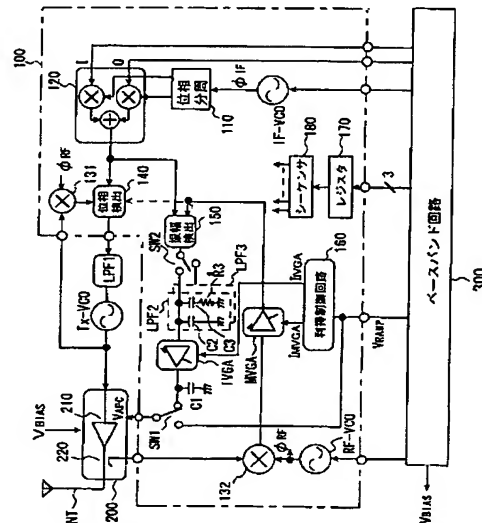 100
120
I
Q
位相
分周
110
φIF
IF-VCO
φRF
131
位相
検出
140
LPF1
Tx-VCO
振幅
検出
150
SW2
LPF3
LPF2
R3
C2
C3
IVGA
C1
SW1
MVGA
IIVGA
IMVGA
利得制御回路
160
シーケンサ
180
レジスタ
170
3
VBIAS
VAPC
210
220
200
ANT
132
φRF
RF-VCO
VRAMP
ベースバンド回路
300
VBIAS